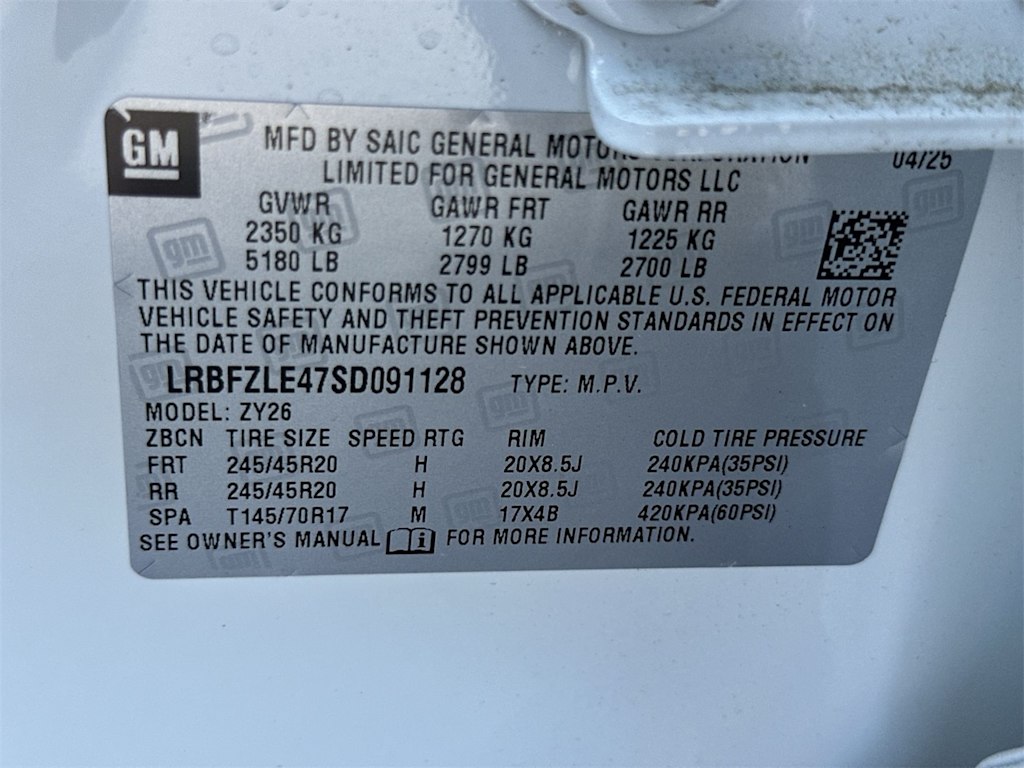 GM
MFD BY SAIC GENERAL MOTORS CORPORATION 04/25
LIMITED FOR GENERAL MOTORS LLC
GVWR GAWR FRT GAWR RR
2350 KG 1270 KG 1225 KG
5180 LB 2799 LB 2700 LB
THIS VEHICLE CONFORMS TO ALL APPLICABLE U.S. FEDERAL MOTOR
VEHICLE SAFETY AND THEFT PREVENTION STANDARDS IN EFFECT ON
THE DATE OF MANUFACTURE SHOWN ABOVE.
LRBFZLE47SD091128 TYPE: M.P.V.
MODEL: ZY26
ZBCN TIRE SIZE SPEED RTG RIM COLD TIRE PRESSURE
FRT 245/45R20 H 20X8.5J 240KPA(35PSI)
RR 245/45R20 H 20X8.5J 240KPA(35PSI)
SPA T145/70R17 M 17X4B 420KPA(60PSI)
SEE OWNER'S MANUAL FOR MORE INFORMATION.